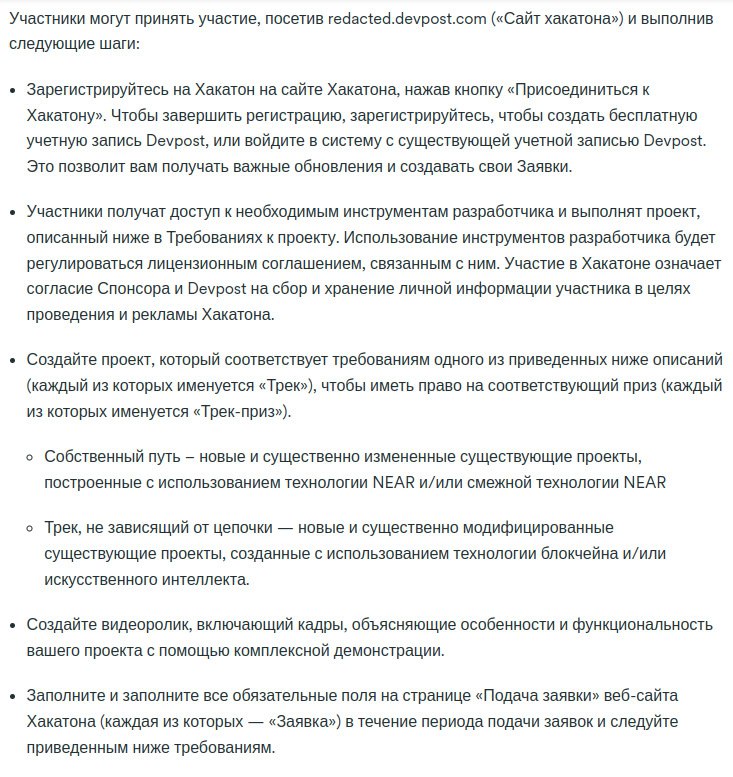 Участники могут принять участие, посетив redacted.devpost.com («Сайт хакатона») и выполнив
следующие шаги:
• Зарегистрируйтесь на Хакатон на сайте Хакатона, нажав кнопку «Присоединиться к
Хакатону». Чтобы завершить регистрацию, зарегистрируйтесь, чтобы создать бесплатную
учетную запись Devpost, или войдите в систему с существующей учетной записью Devpost.
Это позволит вам получать важные обновления и создавать свои Заявки.
• Участники получат доступ к необходимым инструментам разработчика и выполнят проект,
описанный ниже в Требованиях к проекту. Использование инструментов разработчика будет
регулироваться лицензионным соглашением, связанным с ним. Участие в Хакатоне означает
согласие Спонсора и Devpost на сбор и хранение личной информации участника в целях
проведения и рекламы Хакатона.
• Создайте проект, который соответствует требованиям одного из приведенных ниже описаний
(каждый из которых именуется «Трек»), чтобы иметь право на соответствующий приз (каждый
из которых именуется «Трек-приз»).
◦ Собственный путь – новые и существенно измененные существующие проекты,
построенные с использованием технологии NEAR и/или смежной технологии NEAR
◦ Трек, не зависящий от цепочки — новые и существенно модифицированные
существующие проекты, созданные с использованием технологии блокчейна и/или
искусственного интеллекта.
• Создайте видеоролик, включающий кадры, объясняющие особенности и функциональность
вашего проекта с помощью комплексной демонстрации.
• Заполните и заполните все обязательные поля на странице «Подача заявки» веб-сайта
Хакатона (каждая из которых — «Заявка») в течение периода подачи заявок и следуйте
приведенным ниже требованиям.